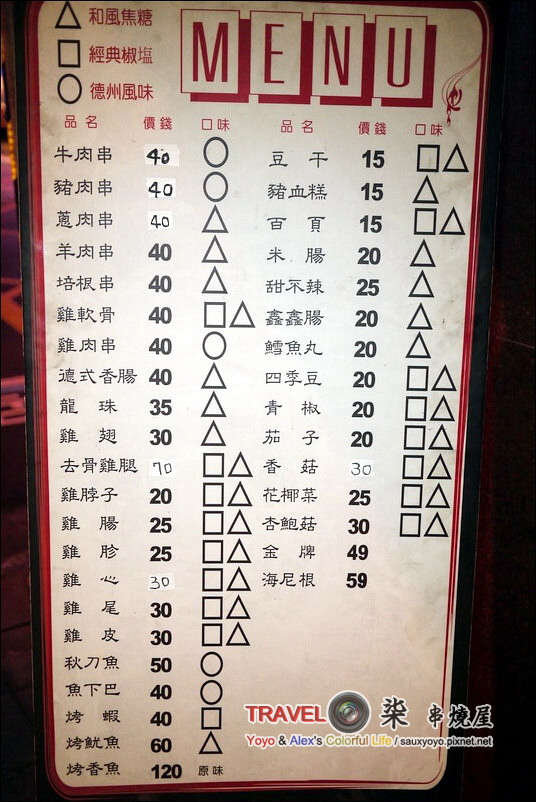 △ 和風焦糖
□ 經典椒塩
○ 德州風味
MENU
品名 價錢 口味
牛肉串 40 ○
豬肉串 40 ○
蔥肉串 40 △
羊肉串 40 △
培根串 40 △
雞軟骨 40 □△
雞肉串 40 ○
德式香腸 40 △
龍珠 35 △
雞翅 30 △
去骨雞腿 70 □△
雞脖子 20 □△
雞腸 25 □△
雞胗 25 □△
雞心 30 □△
雞尾 30 □△
雞皮 30 □△
秋刀魚 50 ○
魚下巴 40 ○
烤蝦 40 □
烤魷魚 60 △
烤香魚 120 原味
品名 價錢 口味
豆干 15 □△
豬血糕 15 △
百頁 15 □△
米腸 20 △
甜不辣 25 △
鑫鑫腸 20 △
鱈魚丸 20 △
四季豆 20 □△
青椒 20 □△
茄子 20 □△
香菇 30 □△
花椰菜 25 □△
杏鮑菇 30 □△
金牌 49
海尼根 59
TRAVEL 柒 串燒屋
Yoyo & Alex's Colorful Life / sauxyoyo.pixnet.net